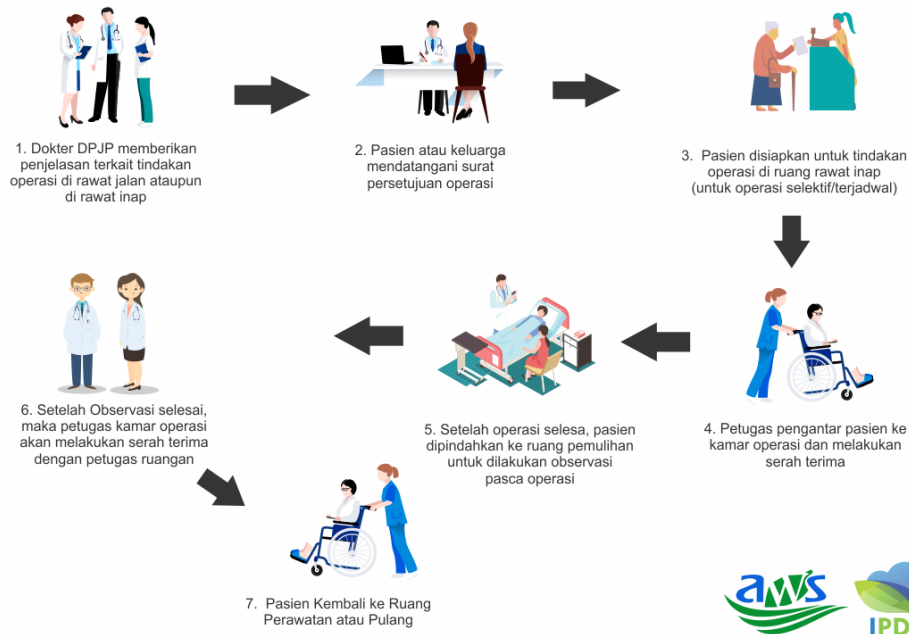 1. Dokter DPJP memberikan
penjelasan terkait tindakan
operasi di rawat jalan ataupun
di rawat inap
2. Pasien atau keluarga
mendatangani surat
persetujuan operasi
3. Pasien disiapkan untuk tindakan
operasi di ruang rawat inap
(untuk operasi selektif/terjadwal)
4. Petugas pengantar pasien ke
kamar operasi dan melakukan
serah terima
5. Setelah operasi selesa, pasien
dipindahkan ke ruang pemulihan
untuk dilakukan observasi
pasca operasi
6. Setelah Observasi selesai,
maka petugas kamar operasi
akan melakukan serah terima
dengan petugas ruangan
7. Pasien Kembali ke Ruang
Perawatan atau Pulang
aws
IPD